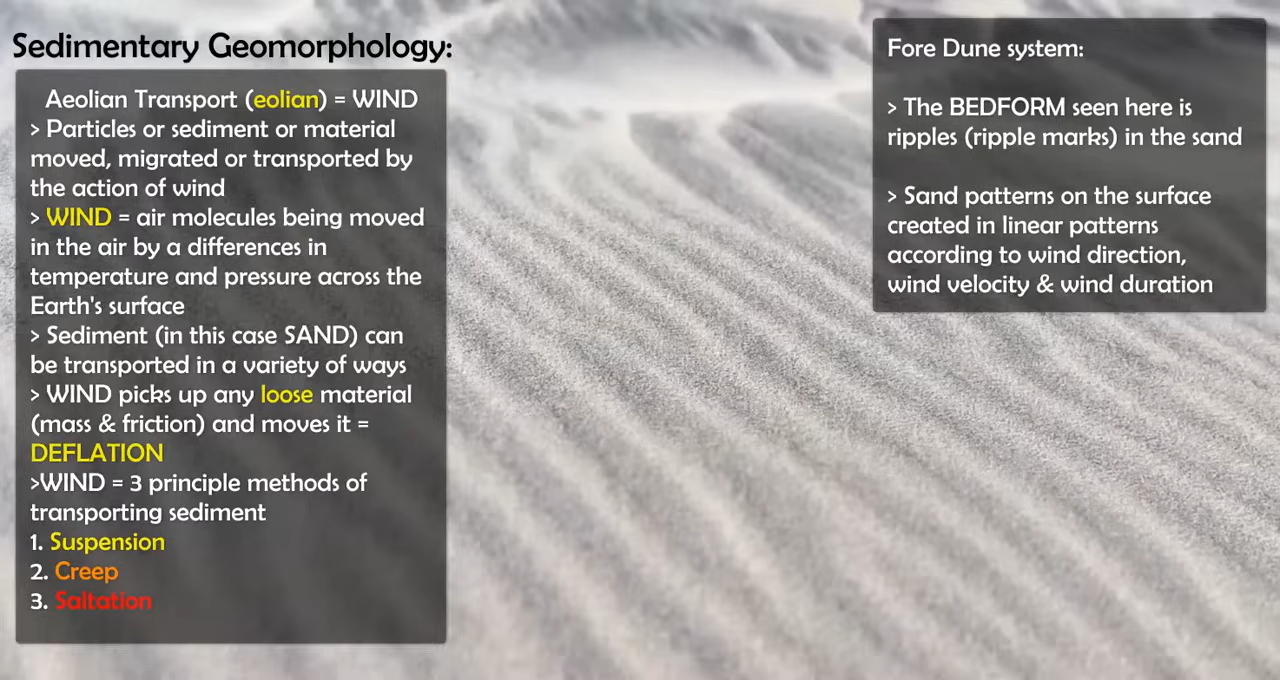 Sedimentary Geomorphology:
Aeolian Transport (eolian) = WIND
> Particles or sediment or material
moved, migrated or transported by
the action of wind
> WIND = air molecules being moved
in the air by a differences in
temperature and pressure across the
Earth's surface
> Sediment (in this case SAND) can
be transported in a variety of ways
> WIND picks up any loose material
(mass & friction) and moves it =
DEFLATION
>WIND = 3 principle methods of
transporting sediment
1. Suspension
2. Creep
3. Saltation
Fore Dune system:
> The BEDFORM seen here is
ripples (ripple marks) in the sand
> Sand patterns on the surface
created in linear patterns
according to wind direction,
wind velocity & wind duration